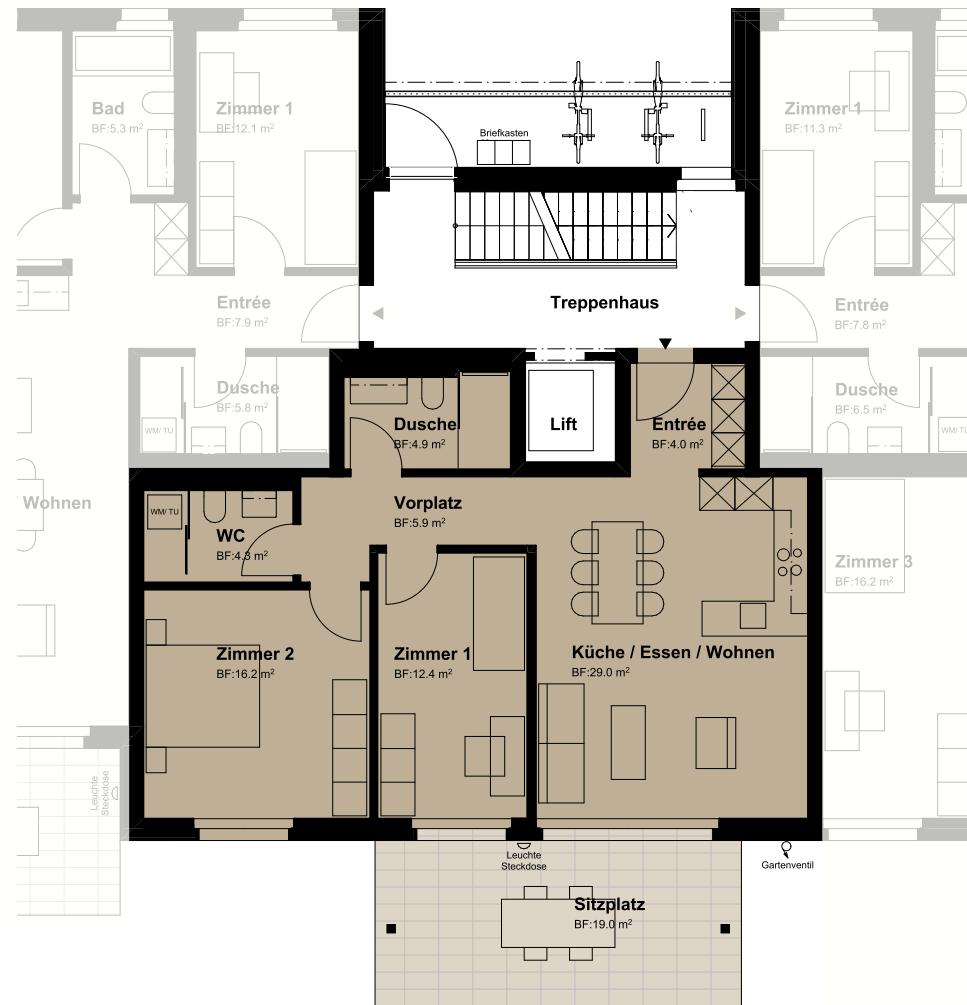 Bad
BF:5.3 m²
Zimmer 1
BF:12.1 m²
Briefkasten
Zimmer 1
BF:11.3 m²
Entrée
BF:7.9 m²
Treppenhaus
Entrée
BF:7.8 m²
Dusche
BF:5.8 m²
WM/ TU
Dusche
BF:4.9 m²
Lift
Entrée
BF:4.0 m²
Dusche
BF:6.5 m²
WM/ TU
Wohnen
WM/ TU
WC
BF:4.3 m²
Vorplatz
BF:5.9 m²
Zimmer 3
BF:16.2 m²
Zimmer 2
BF:16.2 m²
Zimmer 1
BF:12.4 m²
Küche / Essen / Wohnen
BF:29.0 m²
Leuchte
Steckdose
Leuchte
Steckdose
Gartenventil
Sitzplatz
BF:19.0 m²